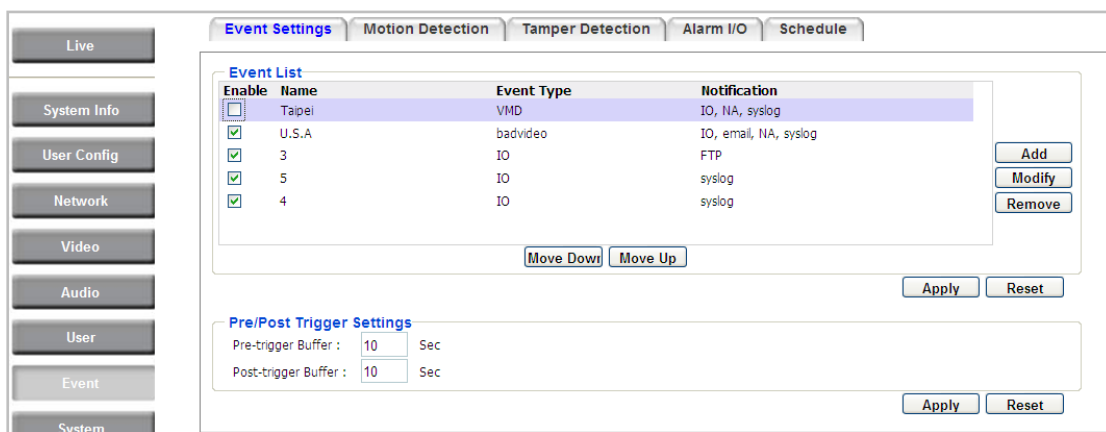 Live
System Info
User Config
Network
Video
Audio
User
Event
System
Event Settings Motion Detection Tamper Detection Alarm I/O Schedule
Event List
Enable Name Event Type Notification
Taipei VMD IO, NA, syslog
U.S.A badvideo IO, email, NA, syslog
3 IO FTP
5 IO syslog
4 IO syslog
Add
Modify
Remove
Move Down Move Up
Apply Reset
Pre/Post Trigger Settings
Pre-trigger Buffer : 10 Sec
Post-trigger Buffer : 10 Sec
Apply Reset